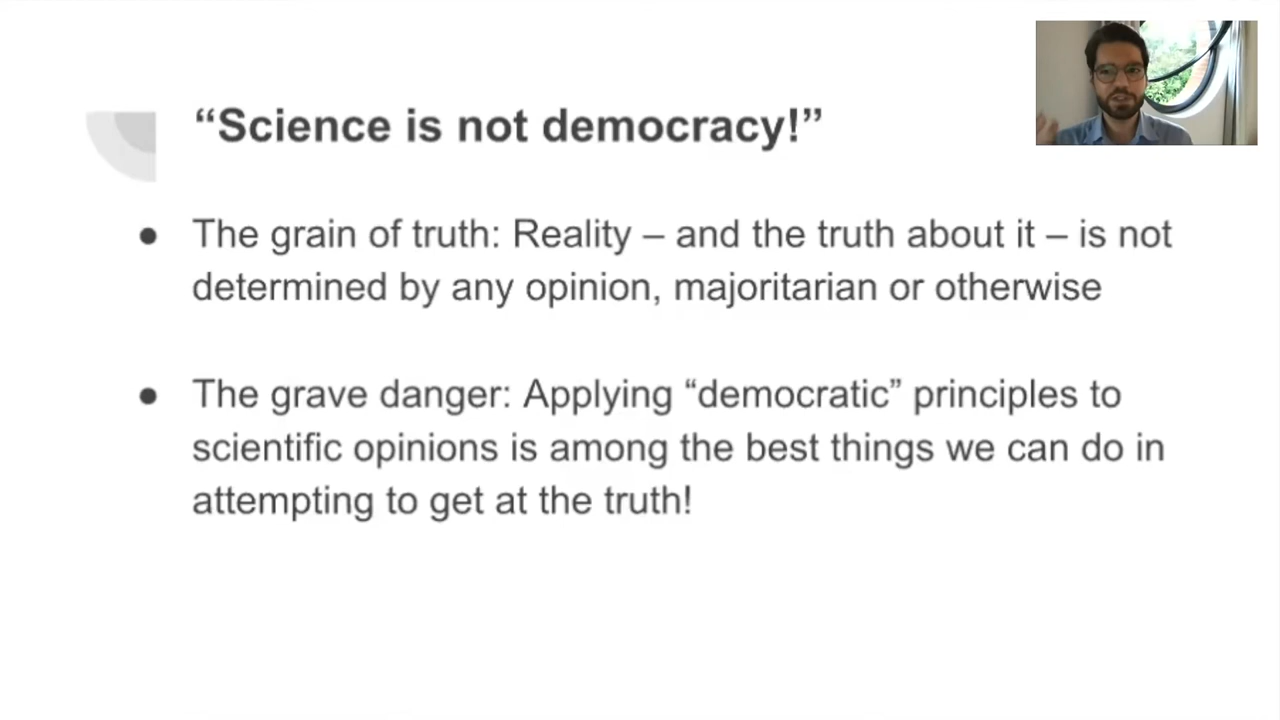 “Science is not democracy!”
● The grain of truth: Reality – and the truth about it – is not
determined by any opinion, majoritarian or otherwise
● The grave danger: Applying “democratic” principles to
scientific opinions is among the best things we can do in
attempting to get at the truth!